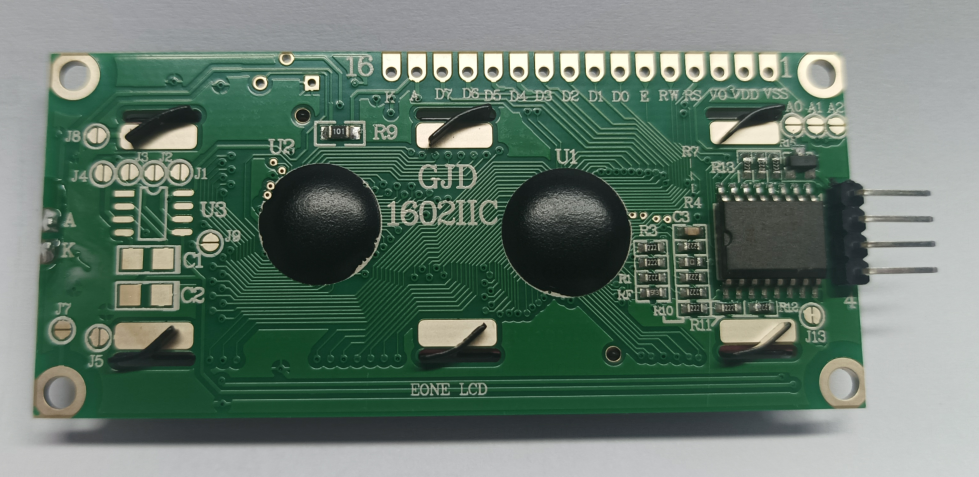 16
1
K A D7 D6 D5 D4 D3 D2 D1 D0 E RW RS VO VDD VSS
A0 A1 A2
J8
101
R9
U2
U1
R7
J3 J2
J4
J1
R13
GJD
1602IIC
U3
R4
A
C3
J9
R3
K
C1
R1
C2
RF
J7
R10
R12
4
R11
J5
J13
EONE LCD